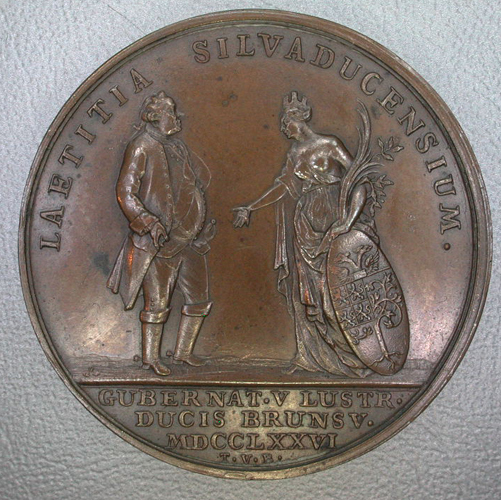 LAETITIA SILVADUCENSIUM.
GUBERNAT·V LUSTR.
DUCIS BRUNSV.
MDCCLXXVI
T.V.B.